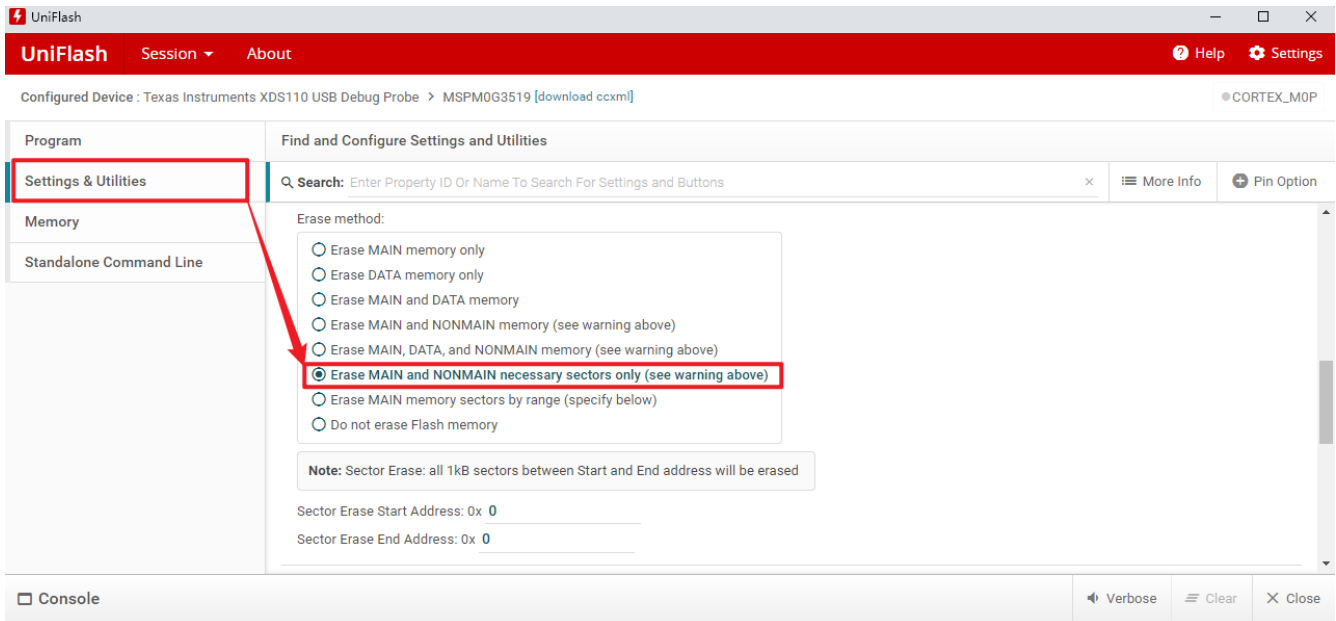 UniFlash
UniFlash Session About Help Settings
Configured Device : Texas Instruments XDS110 USB Debug Probe > MSPM0G3519 [download ccxml] CORTEX_M0P
Program
Settings & Utilities
Memory
Standalone Command Line
Find and Configure Settings and Utilities
Search: Enter Property ID Or Name To Search For Settings and Buttons × More Info Pin Option
Erase method:
Erase MAIN memory only
Erase DATA memory only
Erase MAIN and DATA memory
Erase MAIN and NONMAIN memory (see warning above)
Erase MAIN, DATA, and NONMAIN memory (see warning above)
Erase MAIN and NONMAIN necessary sectors only (see warning above)
Erase MAIN memory sectors by range (specify below)
Do not erase Flash memory
Note: Sector Erase: all 1kB sectors between Start and End address will be erased
Sector Erase Start Address: 0x 0
Sector Erase End Address: 0x 0
Console Verbose Clear Close